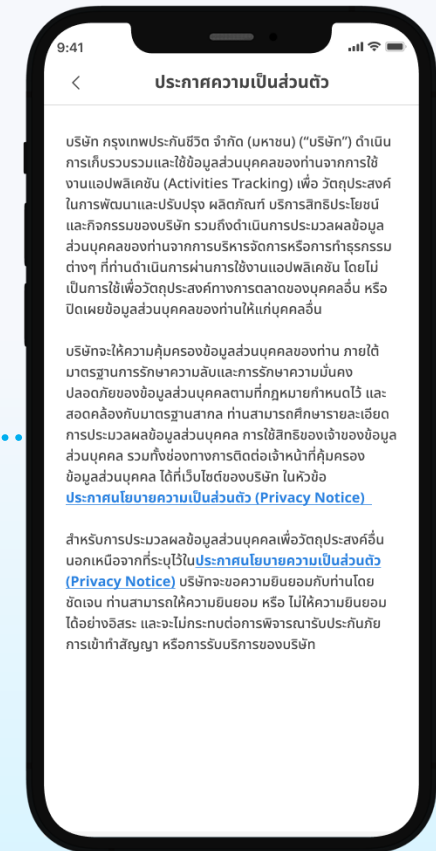 9:41
ประกาศความเป็นส่วนตัว
บริษัท กรุงเทพประกันชีวิต จำกัด (มหาชน) (“บริษัท”) ดำเนิน
การเก็บรวบรวมและใช้ข้อมูลส่วนบุคคลของท่านจากการใช้
งานแอปพลิเคชัน (Activities Tracking) เพื่อ วัตถุประสงค์
ในการพัฒนาและปรับปรุง ผลิตภัณฑ์ บริการสิทธิประโยชน์
และกิจกรรมของบริษัท รวมถึงดำเนินการประมวลผลข้อมูล
ส่วนบุคคลของท่านจากการบริหารจัดการหรือการทำธุรกรรม
ต่างๆ ที่ท่านดำเนินการผ่านการใช้งานแอปพลิเคชัน โดยไม่
เป็นการใช้เพื่อวัตถุประสงค์ทางการตลาดของบุคคลอื่น หรือ
ปิดเผยข้อมูลส่วนบุคคลของท่านให้แก่บุคคลอื่น
บริษัทจะให้ความคุ้มครองข้อมูลส่วนบุคคลของท่าน ภายใต้
มาตรฐานการรักษาความลับและการรักษาความมั่นคง
ปลอดภัยของข้อมูลส่วนบุคคลตามที่กฎหมายกำหนดไว้ และ
สอดคล้องกับมาตรฐานสากล ท่านสามารถศึกษารายละเอียด
การประมวลผลข้อมูลส่วนบุคคล การใช้สิทธิของเจ้าของข้อมูล
ส่วนบุคคล รวมทั้งช่องทางการติดต่อเจ้าหน้าที่คุ้มครอง
ข้อมูลส่วนบุคคล ได้ที่เว็บไซต์ของบริษัท ในหัวข้อ
ประกาศนโยบายความเป็นส่วนตัว (Privacy Notice)
สำหรับการประมวลผลข้อมูลส่วนบุคคลเพื่อวัตถุประสงค์อื่น
นอกเหนือจากที่ระบุไว้ในประกาศนโยบายความเป็นส่วนตัว
(Privacy Notice) บริษัทจะขอความยินยอมกับท่านโดย
ชัดเจน ท่านสามารถให้ความยินยอม หรือ ไม่ให้ความยินยอม
ได้อย่างอิสระ และจะไม่กระทบต่อการพิจารณารับประกันภัย
การเข้าทำสัญญา หรือการรับบริการของบริษัท